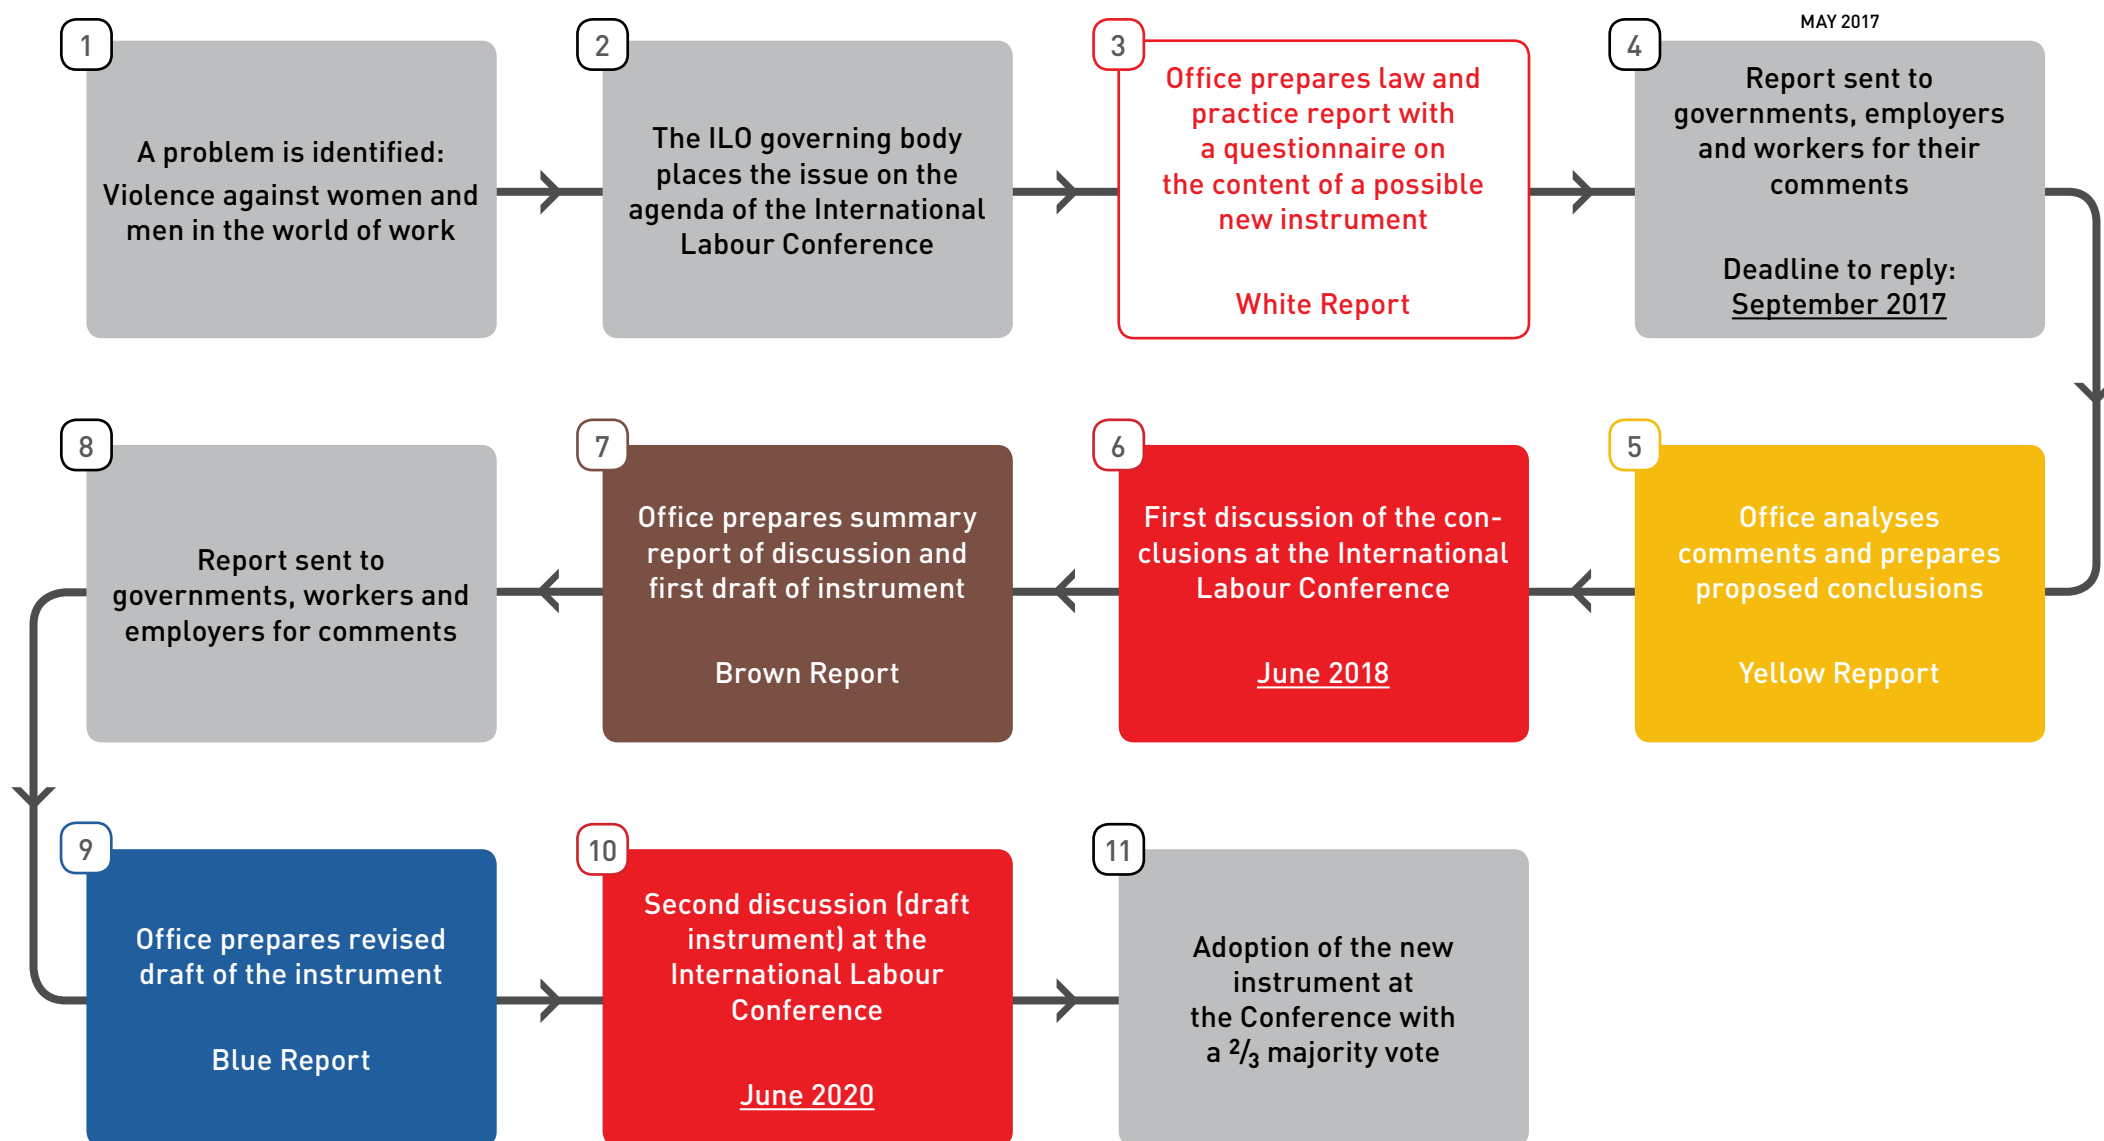 1
A problem is identified:
Violence against women and
men in the world of work
2
The ILO governing body
places the issue on the
agenda of the International
Labour Conference
3
Office prepares law and
practice report with
a questionnaire on
the content of a possible
new instrument
White Report
MAY 2017
4
Report sent to
governments, employers
and workers for their
comments
Deadline to reply:
September 2017
5
Office analyses
comments and prepares
proposed conclusions
Yellow Repport
6
First discussion of the con-
clusions at the International
Labour Conference
June 2018
7
Office prepares summary
report of discussion and
first draft of instrument
Brown Report
8
Report sent to
governments, workers and
employers for comments
9
Office prepares revised
draft of the instrument
Blue Report
10
Second discussion (draft
instrument) at the
International Labour
Conference
June 2020
11
Adoption of the new
instrument at
the Conference with
a 2/3 majority vote